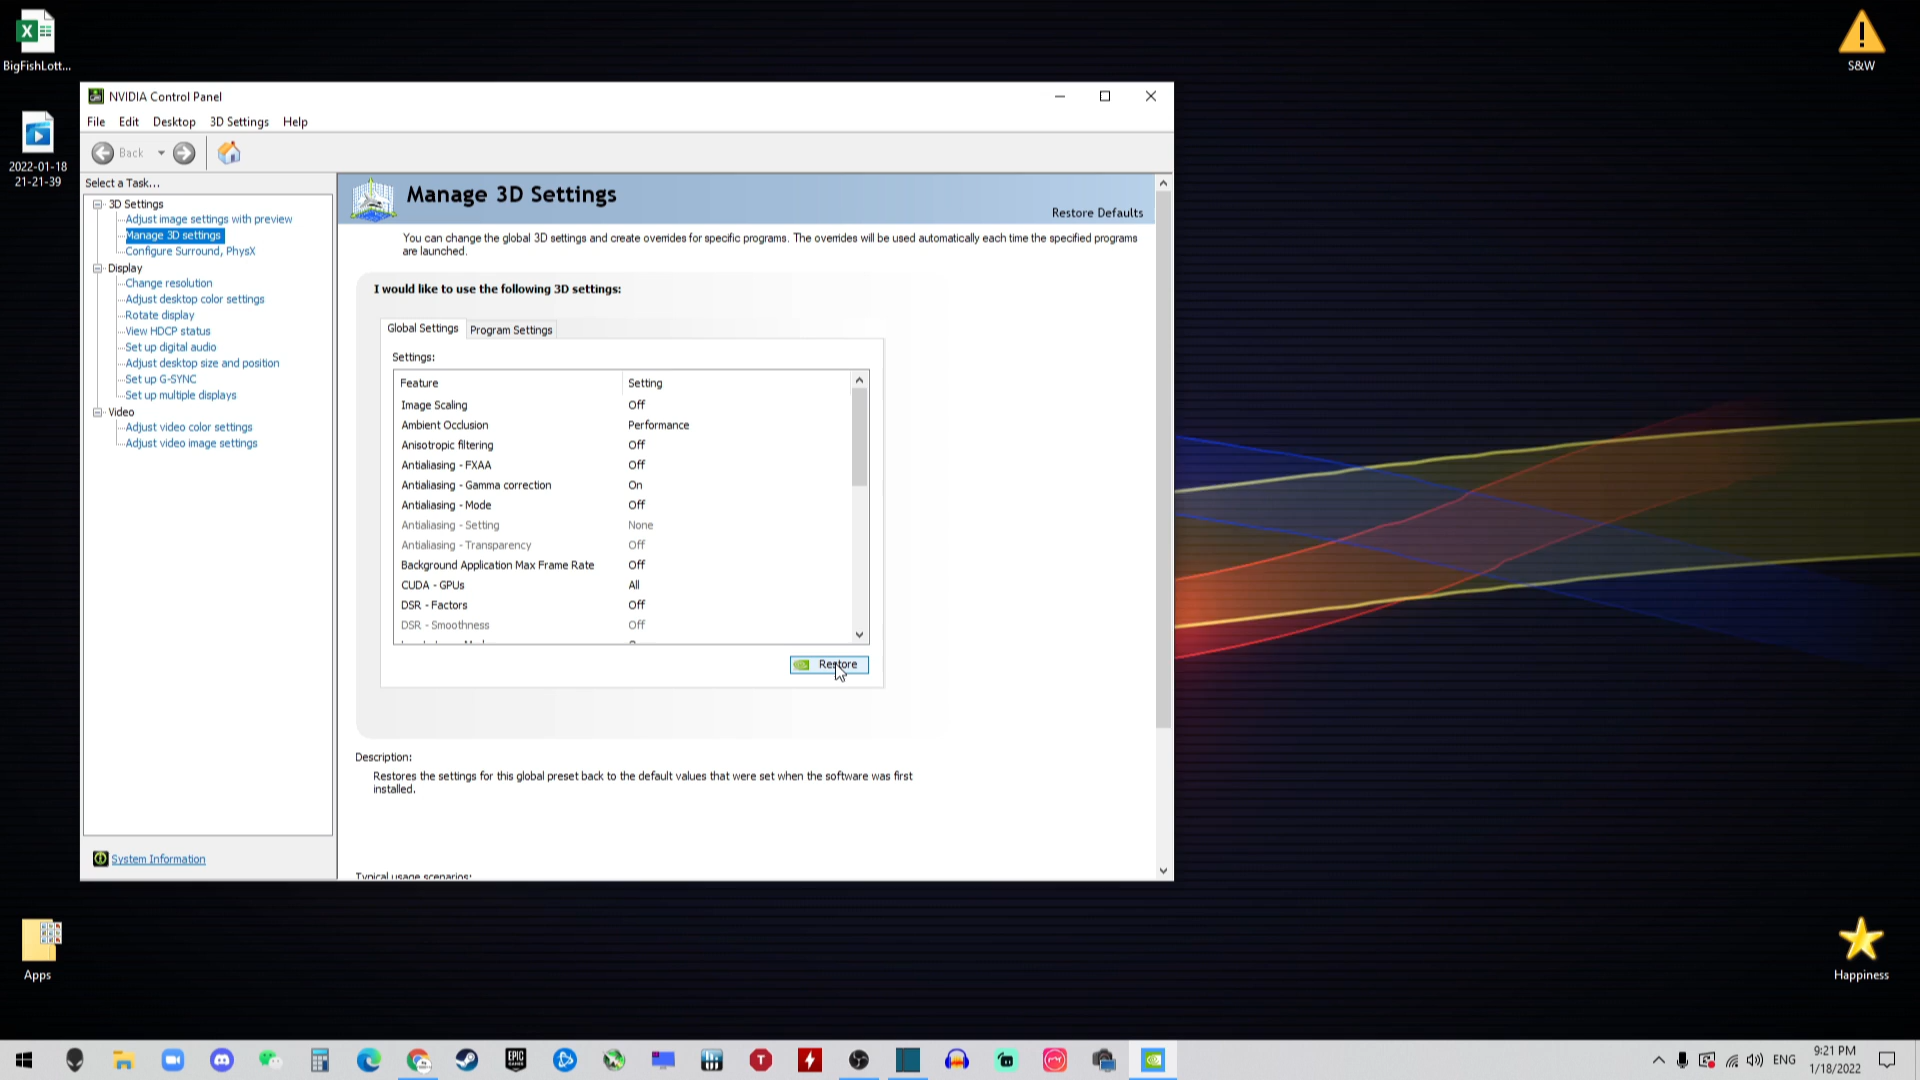 BigFishLott...
2022-01-18
21-21-39
S&W
NVIDIA Control Panel
File Edit Desktop 3D Settings Help
Back
Select a Task...
3D Settings
Adjust image settings with preview
Manage 3D settings
Configure Surround, PhysX
Display
Change resolution
Adjust desktop color settings
Rotate display
View HDCP status
Set up digital audio
Adjust desktop size and position
Set up G-SYNC
Set up multiple displays
Video
Adjust video color settings
Adjust video image settings
System Information
Manage 3D Settings
Restore Defaults
You can change the global 3D settings and create overrides for specific programs. The overrides will be used automatically each time the specified programs
are launched.
I would like to use the following 3D settings:
Global Settings Program Settings
Settings:
Feature Setting
Image Scaling Off
Ambient Occlusion Performance
Anisotropic filtering Off
Antialiasing - FXAA Off
Antialiasing - Gamma correction On
Antialiasing - Mode Off
Antialiasing - Setting None
Antialiasing - Transparency Off
Background Application Max Frame Rate Off
CUDA - GPUs All
DSR - Factors Off
DSR - Smoothness Off
Restore
Description:
Restores the settings for this global preset back to the default values that were set when the software was first
installed.
Typical usage scenarios:
Apps
Happiness
EPIC
ENG
9:21 PM
1/18/2022